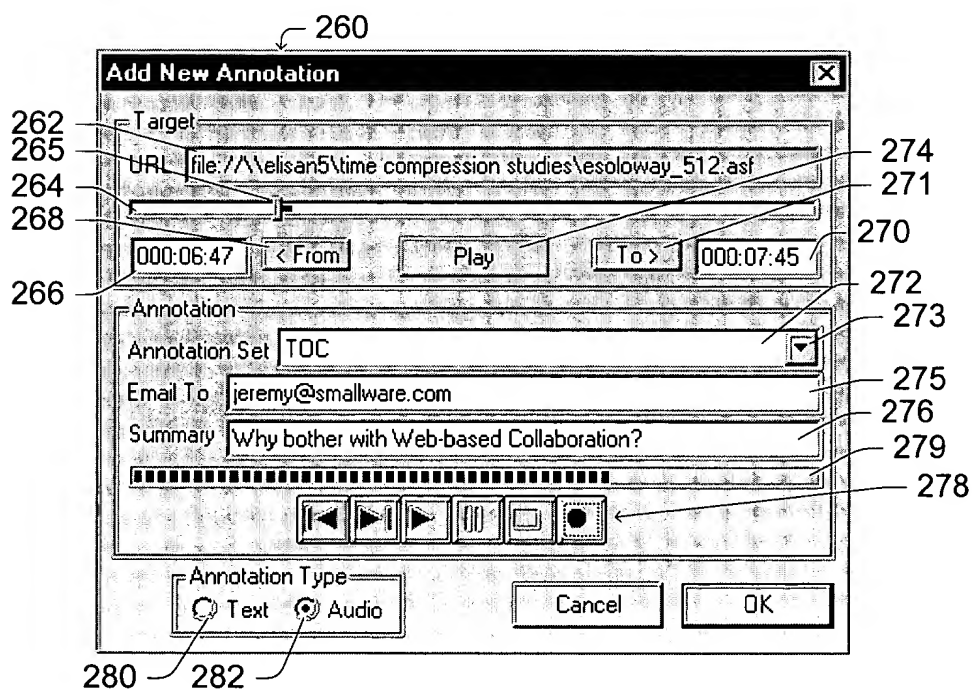 260
Add New Annotation
262
Target
265
URL file://\\elisan5\time compression studies\esoloway_512.asf
274
264
271
268
000:06:47 < From Play To > 000:07:45
270
266
272
Annotation
273
Annotation Set TOC
Email To jeremy@smallware.com
275
Summary Why bother with Web-based Collaboration?
276
279
278
Annotation Type
Text Audio Cancel OK
280 282